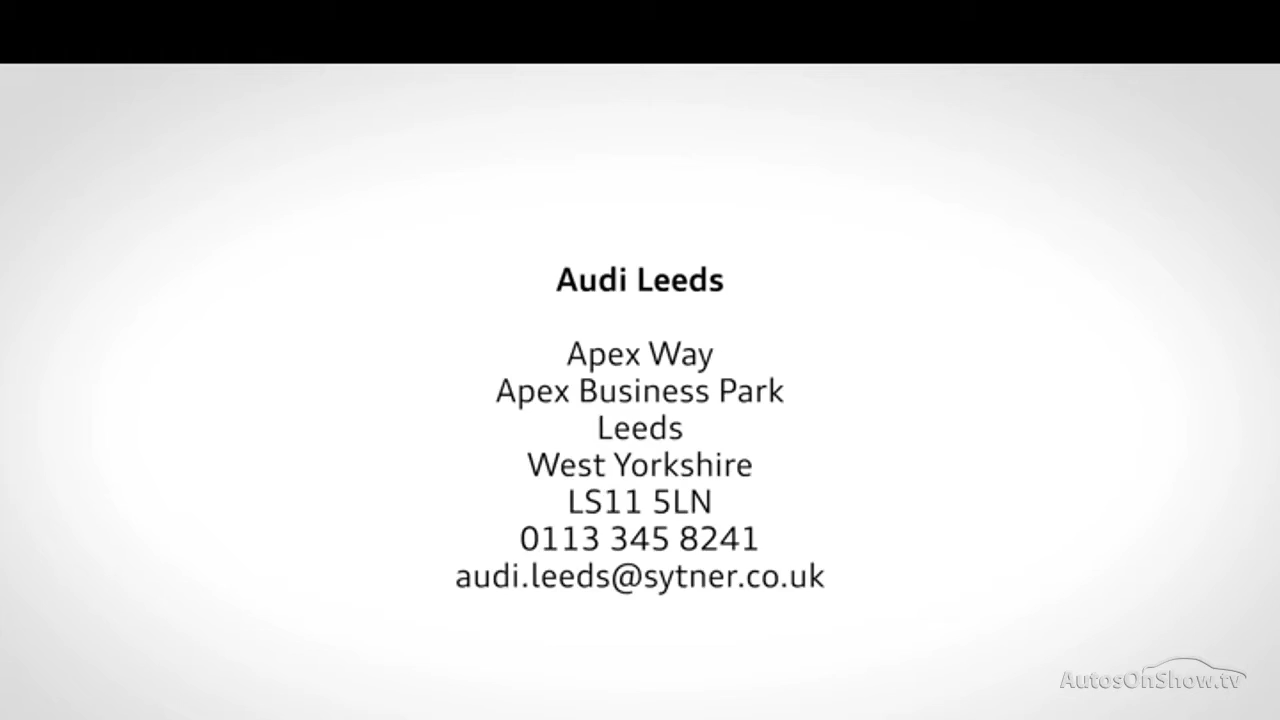 Audi Leeds
Apex Way
Apex Business Park
Leeds
West Yorkshire
LS11 5LN
0113 345 8241
audi.leeds@sytner.co.uk
AutosOnShow.tv